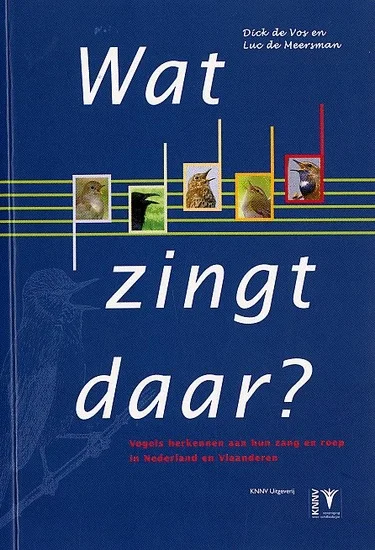 Dick de Vos en
Luc de Meersman
Wat
zingt
daar?
Vogels herkennen aan hun zang en roep
in Nederland en Vlaanderen
KNNV Uitgeverij
KNNV